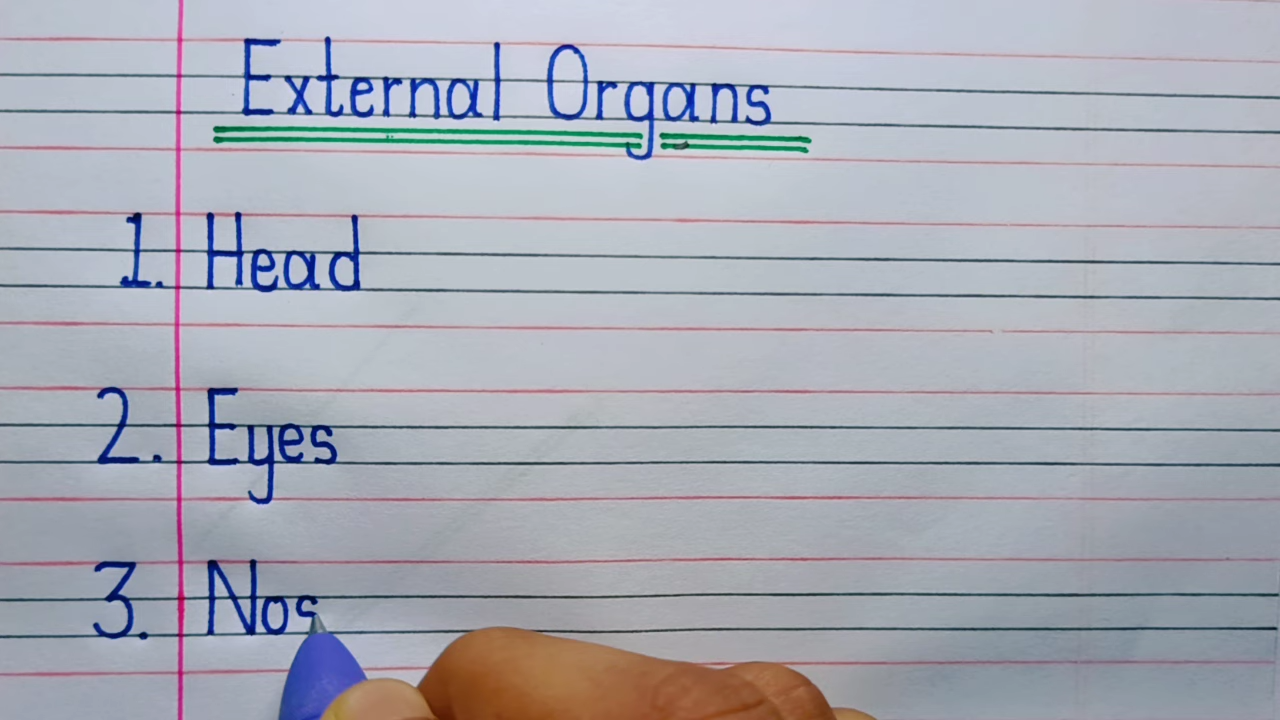 External Organs
1. Head
2. Eyes
3. Nos